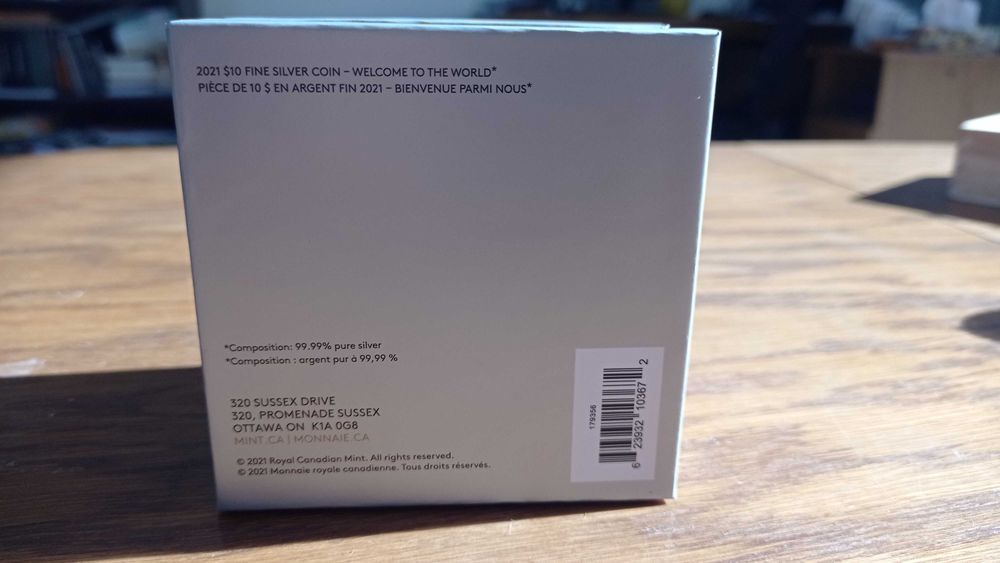 2021 $10 FINE SILVER COIN – WELCOME TO THE WORLD*
PIÈCE DE 10 $ EN ARGENT FIN 2021 – BIENVENUE PARMI NOUS*
*Composition: 99.99% pure silver
*Composition : argent pur à 99,99 %
320 SUSSEX DRIVE
320, PROMENADE SUSSEX
OTTAWA ON K1A 0G8
MINT.CA | MONNAIE.CA
© 2021 Royal Canadian Mint. All rights reserved.
© 2021 Monnaie royale canadienne. Tous droits réservés.
179356
6 23932 10367 2